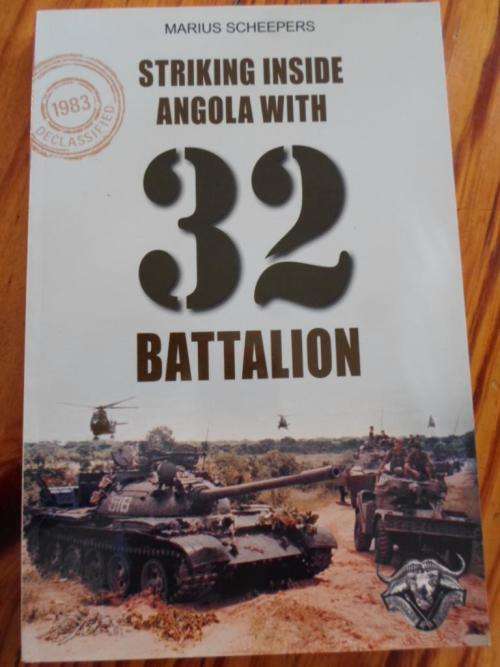 MARIUS SCHEEPERS
STRIKING INSIDE
ANGOLA WITH
1983
DECLASSIFIED
32
BATTALION